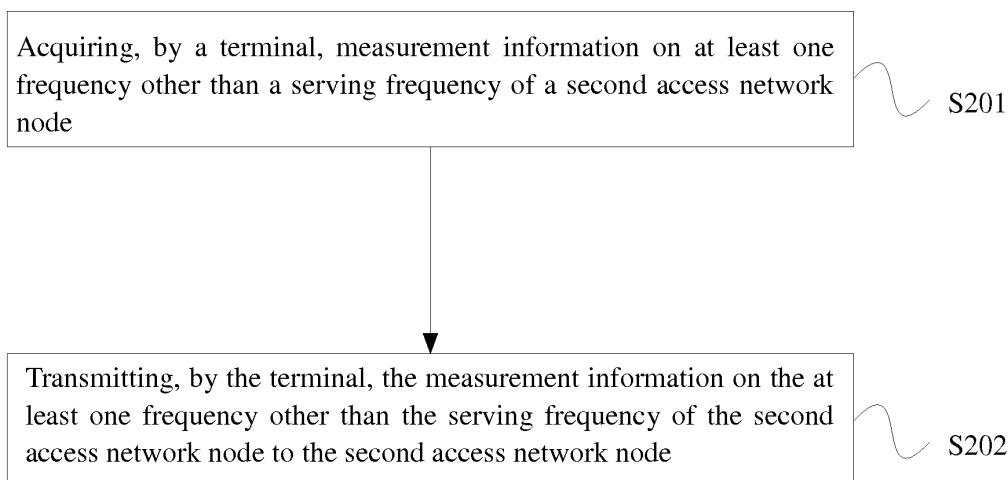 Acquiring, by a terminal, measurement information on at least one
frequency other than a serving frequency of a second access network
node
S201
Transmitting, by the terminal, the measurement information on the at
least one frequency other than the serving frequency of the second
access network node to the second access network node
S202